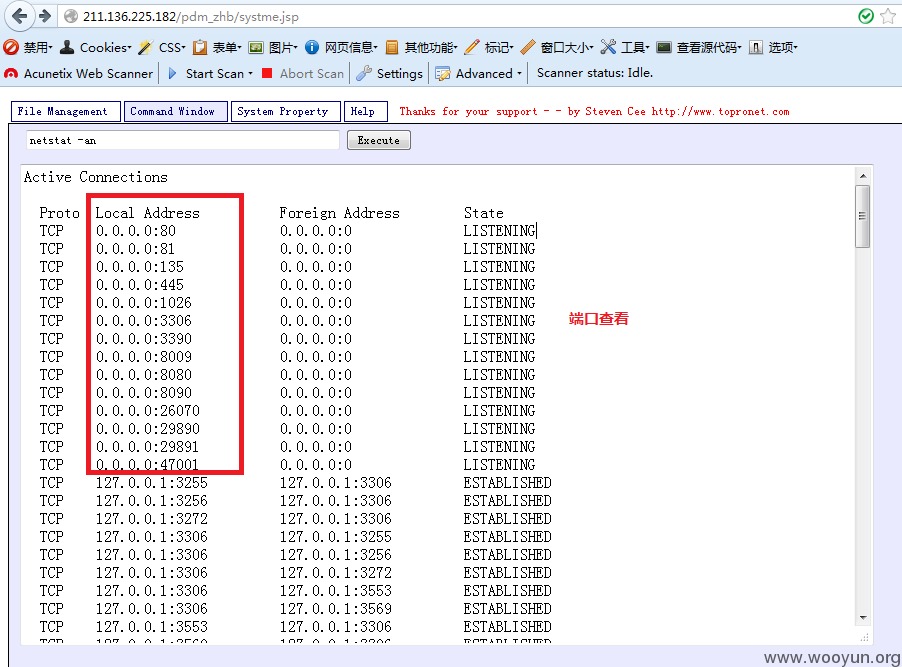 211.136.225.182/pdm_zhb/systme.jsp
禁用 Cookies CSS 表单 图片 网页信息 其他功能 标记 窗口大小 工具 查看源代码 选项
Acunetix Web Scanner Start Scan Abort Scan Settings Advanced Scanner status: Idle.
File Management Command Window System Property Help Thanks for your support - - by Steven Cee http://www.topronet.com
netstat -an Execute
Active Connections
Proto Local Address Foreign Address State
TCP 0.0.0.0:80 0.0.0.0:0 LISTENING
TCP 0.0.0.0:81 0.0.0.0:0 LISTENING
TCP 0.0.0.0:135 0.0.0.0:0 LISTENING
TCP 0.0.0.0:445 0.0.0.0:0 LISTENING
TCP 0.0.0.0:1026 0.0.0.0:0 LISTENING
TCP 0.0.0.0:3306 0.0.0.0:0 LISTENING 端口查看
TCP 0.0.0.0:3390 0.0.0.0:0 LISTENING
TCP 0.0.0.0:8009 0.0.0.0:0 LISTENING
TCP 0.0.0.0:8080 0.0.0.0:0 LISTENING
TCP 0.0.0.0:8090 0.0.0.0:0 LISTENING
TCP 0.0.0.0:26070 0.0.0.0:0 LISTENING
TCP 0.0.0.0:29890 0.0.0.0:0 LISTENING
TCP 0.0.0.0:29891 0.0.0.0:0 LISTENING
TCP 0.0.0.0:47001 0.0.0.0:0 LISTENING
TCP 127.0.0.1:3255 127.0.0.1:3306 ESTABLISHED
TCP 127.0.0.1:3256 127.0.0.1:3306 ESTABLISHED
TCP 127.0.0.1:3272 127.0.0.1:3306 ESTABLISHED
TCP 127.0.0.1:3306 127.0.0.1:3255 ESTABLISHED
TCP 127.0.0.1:3306 127.0.0.1:3256 ESTABLISHED
TCP 127.0.0.1:3306 127.0.0.1:3272 ESTABLISHED
TCP 127.0.0.1:3306 127.0.0.1:3553 ESTABLISHED
TCP 127.0.0.1:3306 127.0.0.1:3569 ESTABLISHED
TCP 127.0.0.1:3553 127.0.0.1:3306 ESTABLISHED
www.wooyun.org